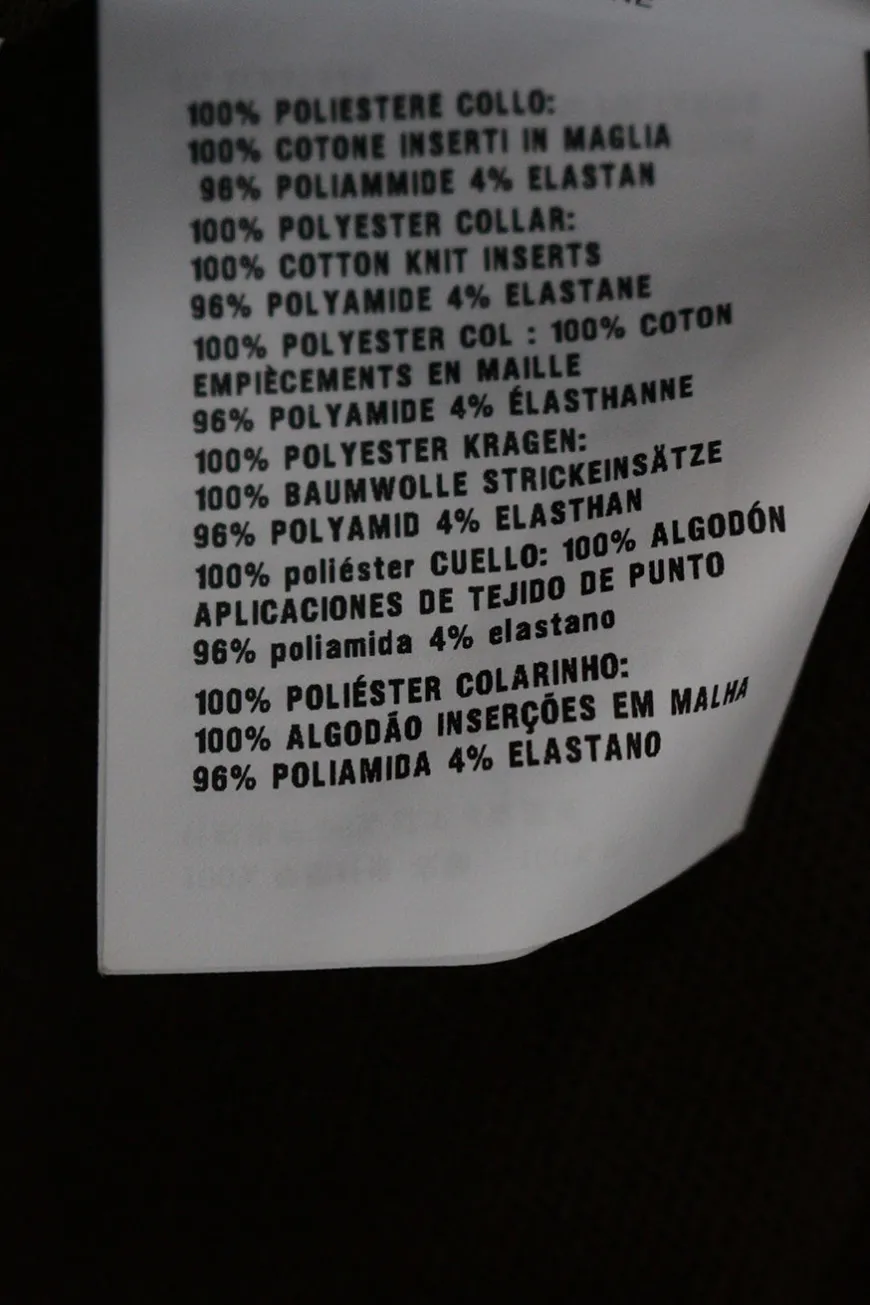 100% POLIESTERE COLLO:
100% COTONE INSERTI IN MAGLIA
96% POLIAMMIDE 4% ELASTAN
100% POLYESTER COLLAR:
100% COTTON KNIT INSERTS
96% POLYAMIDE 4% ELASTANE
100% POLYESTER COL : 100% COTON
EMPIÈCEMENTS EN MAILLE
96% POLYAMIDE 4% ÉLASTHANNE
100% POLYESTER KRAGEN:
100% BAUMWOLLE STRICKEINSÄTZE
96% POLYAMID 4% ELASTHAN
100% poliéster CUELLO: 100% ALGODÓN
APLICACIONES DE TEJIDO DE PUNTO
96% poliamida 4% elastano
100% POLIÉSTER COLARINHO:
100% ALGODÃO INSERÇÕES EM MALHA
96% POLIAMIDA 4% ELASTANO